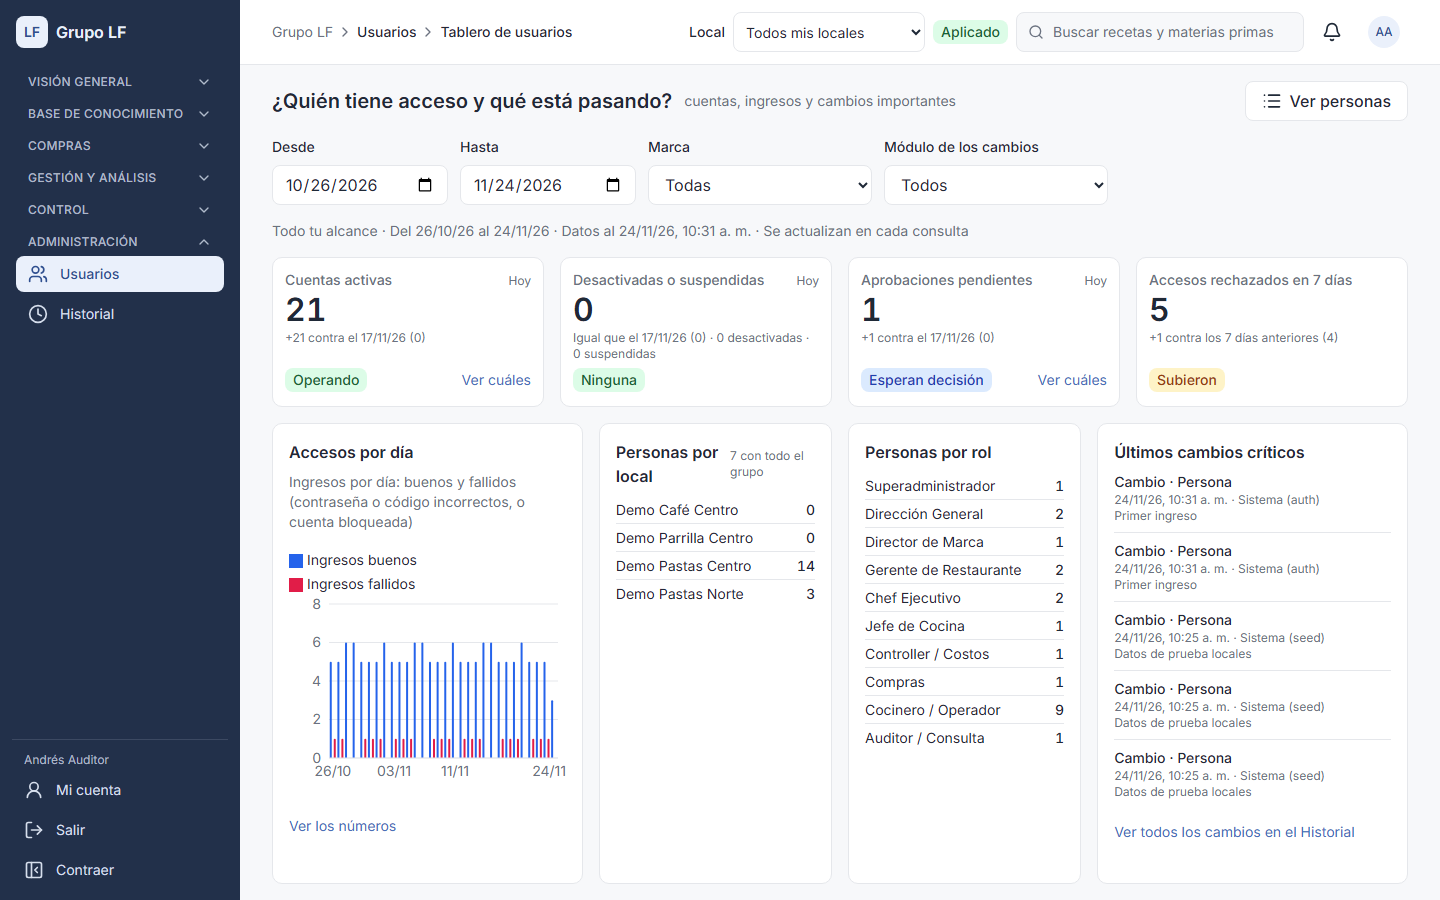 LF Grupo LF
VISIÓN GENERAL
BASE DE CONOCIMIENTO
COMPRAS
GESTIÓN Y ANÁLISIS
CONTROL
ADMINISTRACIÓN
Usuarios
Historial
Andrés Auditor
Mi cuenta
Salir
Contraer
Grupo LF > Usuarios > Tablero de usuarios
Local Todos mis locales Aplicado Buscar recetas y materias primas AA
¿Quién tiene acceso y qué está pasando? cuentas, ingresos y cambios importantes
Ver personas
Desde Hasta Marca Módulo de los cambios
10/26/2026 11/24/2026 Todas Todos
Todo tu alcance · Del 26/10/26 al 24/11/26 · Datos al 24/11/26, 10:31 a. m. · Se actualizan en cada consulta
Cuentas activas Hoy
21
+21 contra el 17/11/26 (0)
Operando Ver cuáles
Desactivadas o suspendidas Hoy
0
Igual que el 17/11/26 (0) · 0 desactivadas ·
0 suspendidas
Ninguna
Aprobaciones pendientes Hoy
1
+1 contra el 17/11/26 (0)
Esperan decisión Ver cuáles
Accesos rechazados en 7 días
5
+1 contra los 7 días anteriores (4)
Subieron
Accesos por día
Ingresos por día: buenos y fallidos
(contraseña o código incorrectos, o
cuenta bloqueada)
Ingresos buenos
Ingresos fallidos
8
6
4
2
0
26/10 03/11 11/11 24/11
Ver los números
Personas por
local
7 con todo el
grupo
Demo Café Centro 0
Demo Parrilla Centro 0
Demo Pastas Centro 14
Demo Pastas Norte 3
Personas por rol
Superadministrador 1
Dirección General 2
Director de Marca 1
Gerente de Restaurante 2
Chef Ejecutivo 2
Jefe de Cocina 1
Controller / Costos 1
Compras 1
Cocinero / Operador 9
Auditor / Consulta 1
Últimos cambios críticos
Cambio · Persona
24/11/26, 10:31 a. m. · Sistema (auth)
Primer ingreso
Cambio · Persona
24/11/26, 10:31 a. m. · Sistema (auth)
Primer ingreso
Cambio · Persona
24/11/26, 10:25 a. m. · Sistema (seed)
Datos de prueba locales
Cambio · Persona
24/11/26, 10:25 a. m. · Sistema (seed)
Datos de prueba locales
Cambio · Persona
24/11/26, 10:25 a. m. · Sistema (seed)
Datos de prueba locales
Ver todos los cambios en el Historial